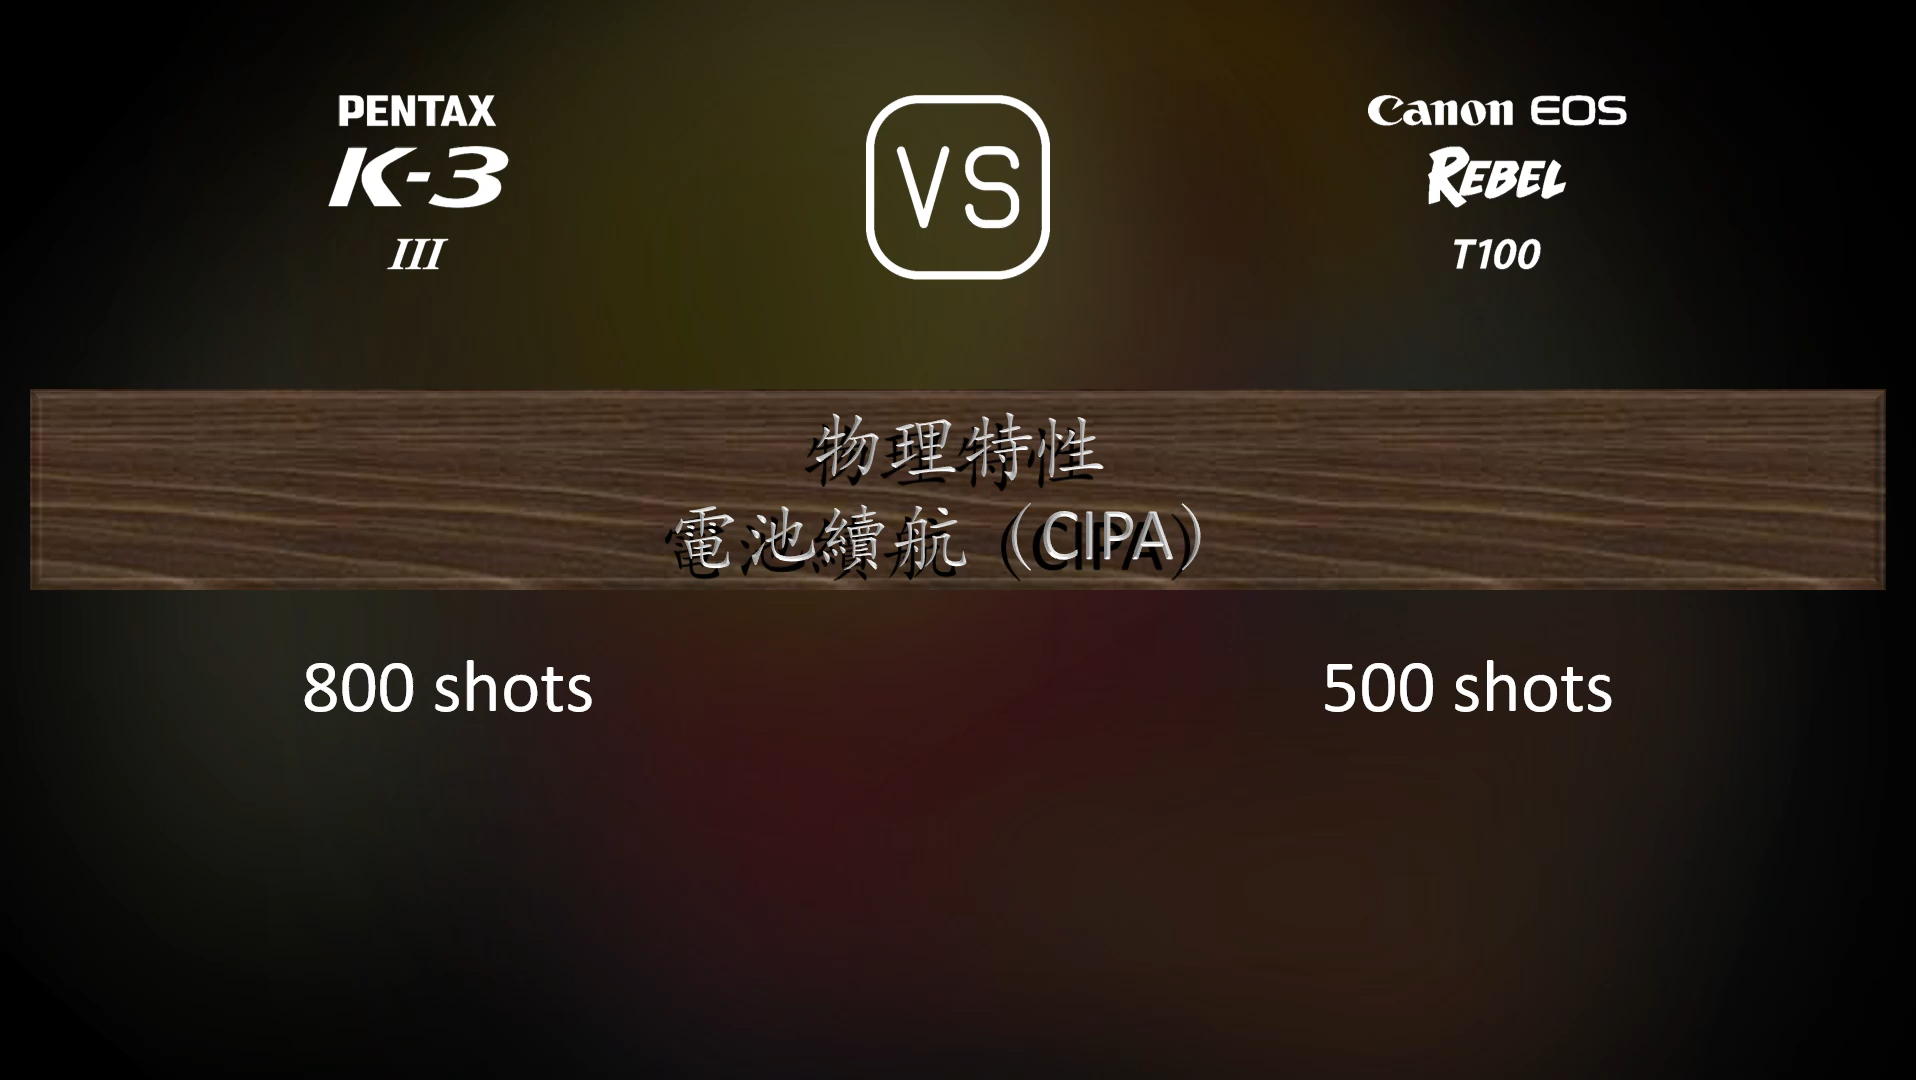 PENTAX
K-3
III
VS
Canon EOS
REBEL
T100
物理特性
電池續航（CIPA）
800 shots
500 shots